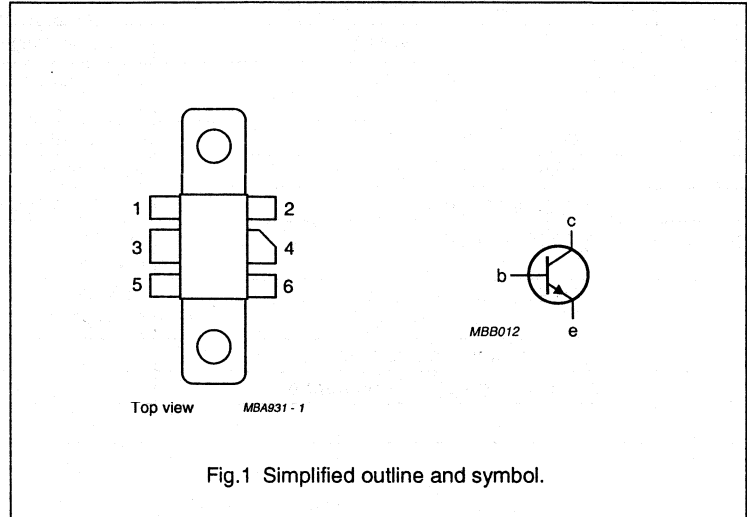 1 2
3 4
5 6
Top view MBA931 - 1
c
b
MBB012 e
Fig.1 Simplified outline and symbol.